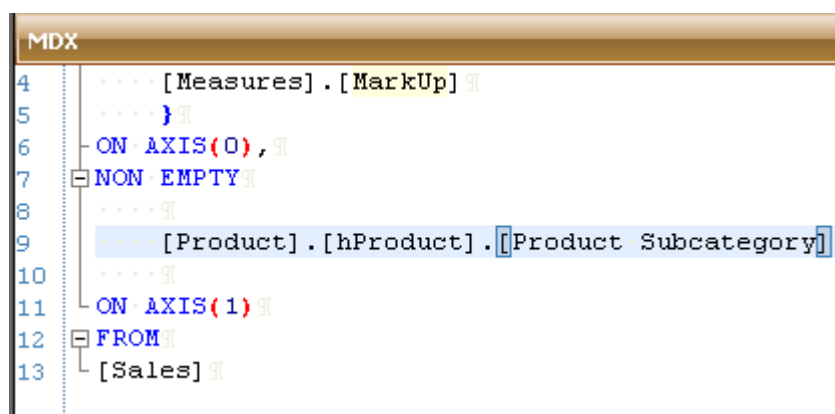 MDX
4 [Measures].[MarkUp]
5 }
6 ON AXIS(0),
7 NON EMPTY
8
9 [Product].[hProduct].[Product Subcategory]
10
11 ON AXIS(1)
12 FROM
13 [Sales]